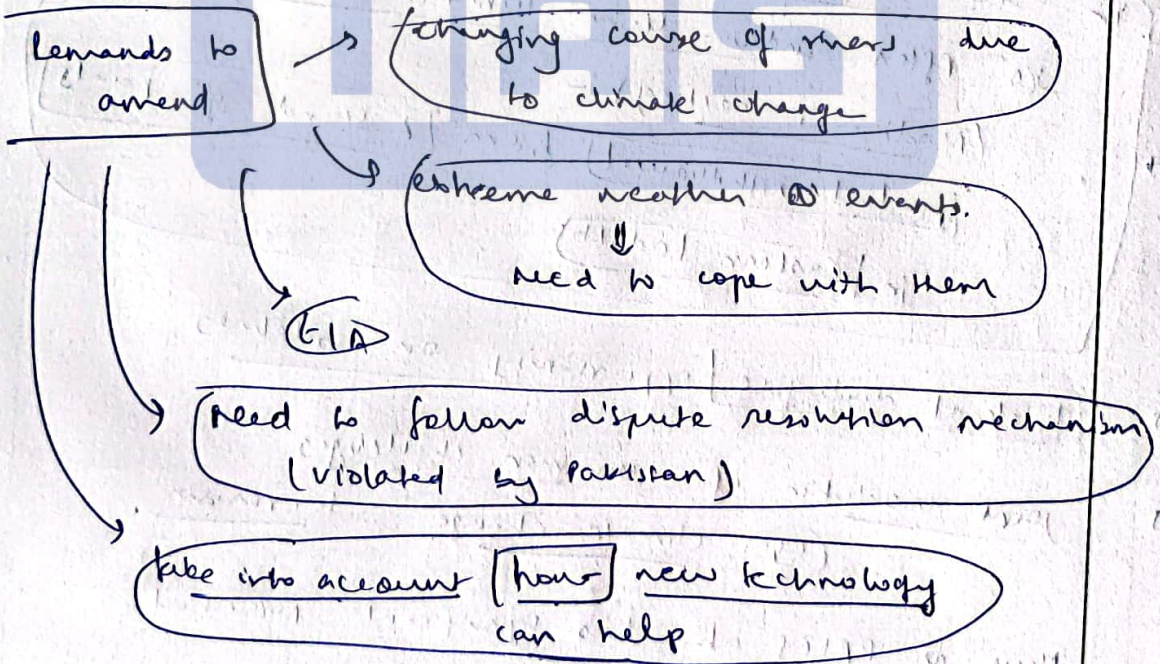 IAS
Demands to
amend
changing course of rivers due
to climate change
extreme weather events.
⇓
need to cope with them
EIA
need to follow dispute resolution mechanism
(violated by Pakistan)
take into account how new technology
can help